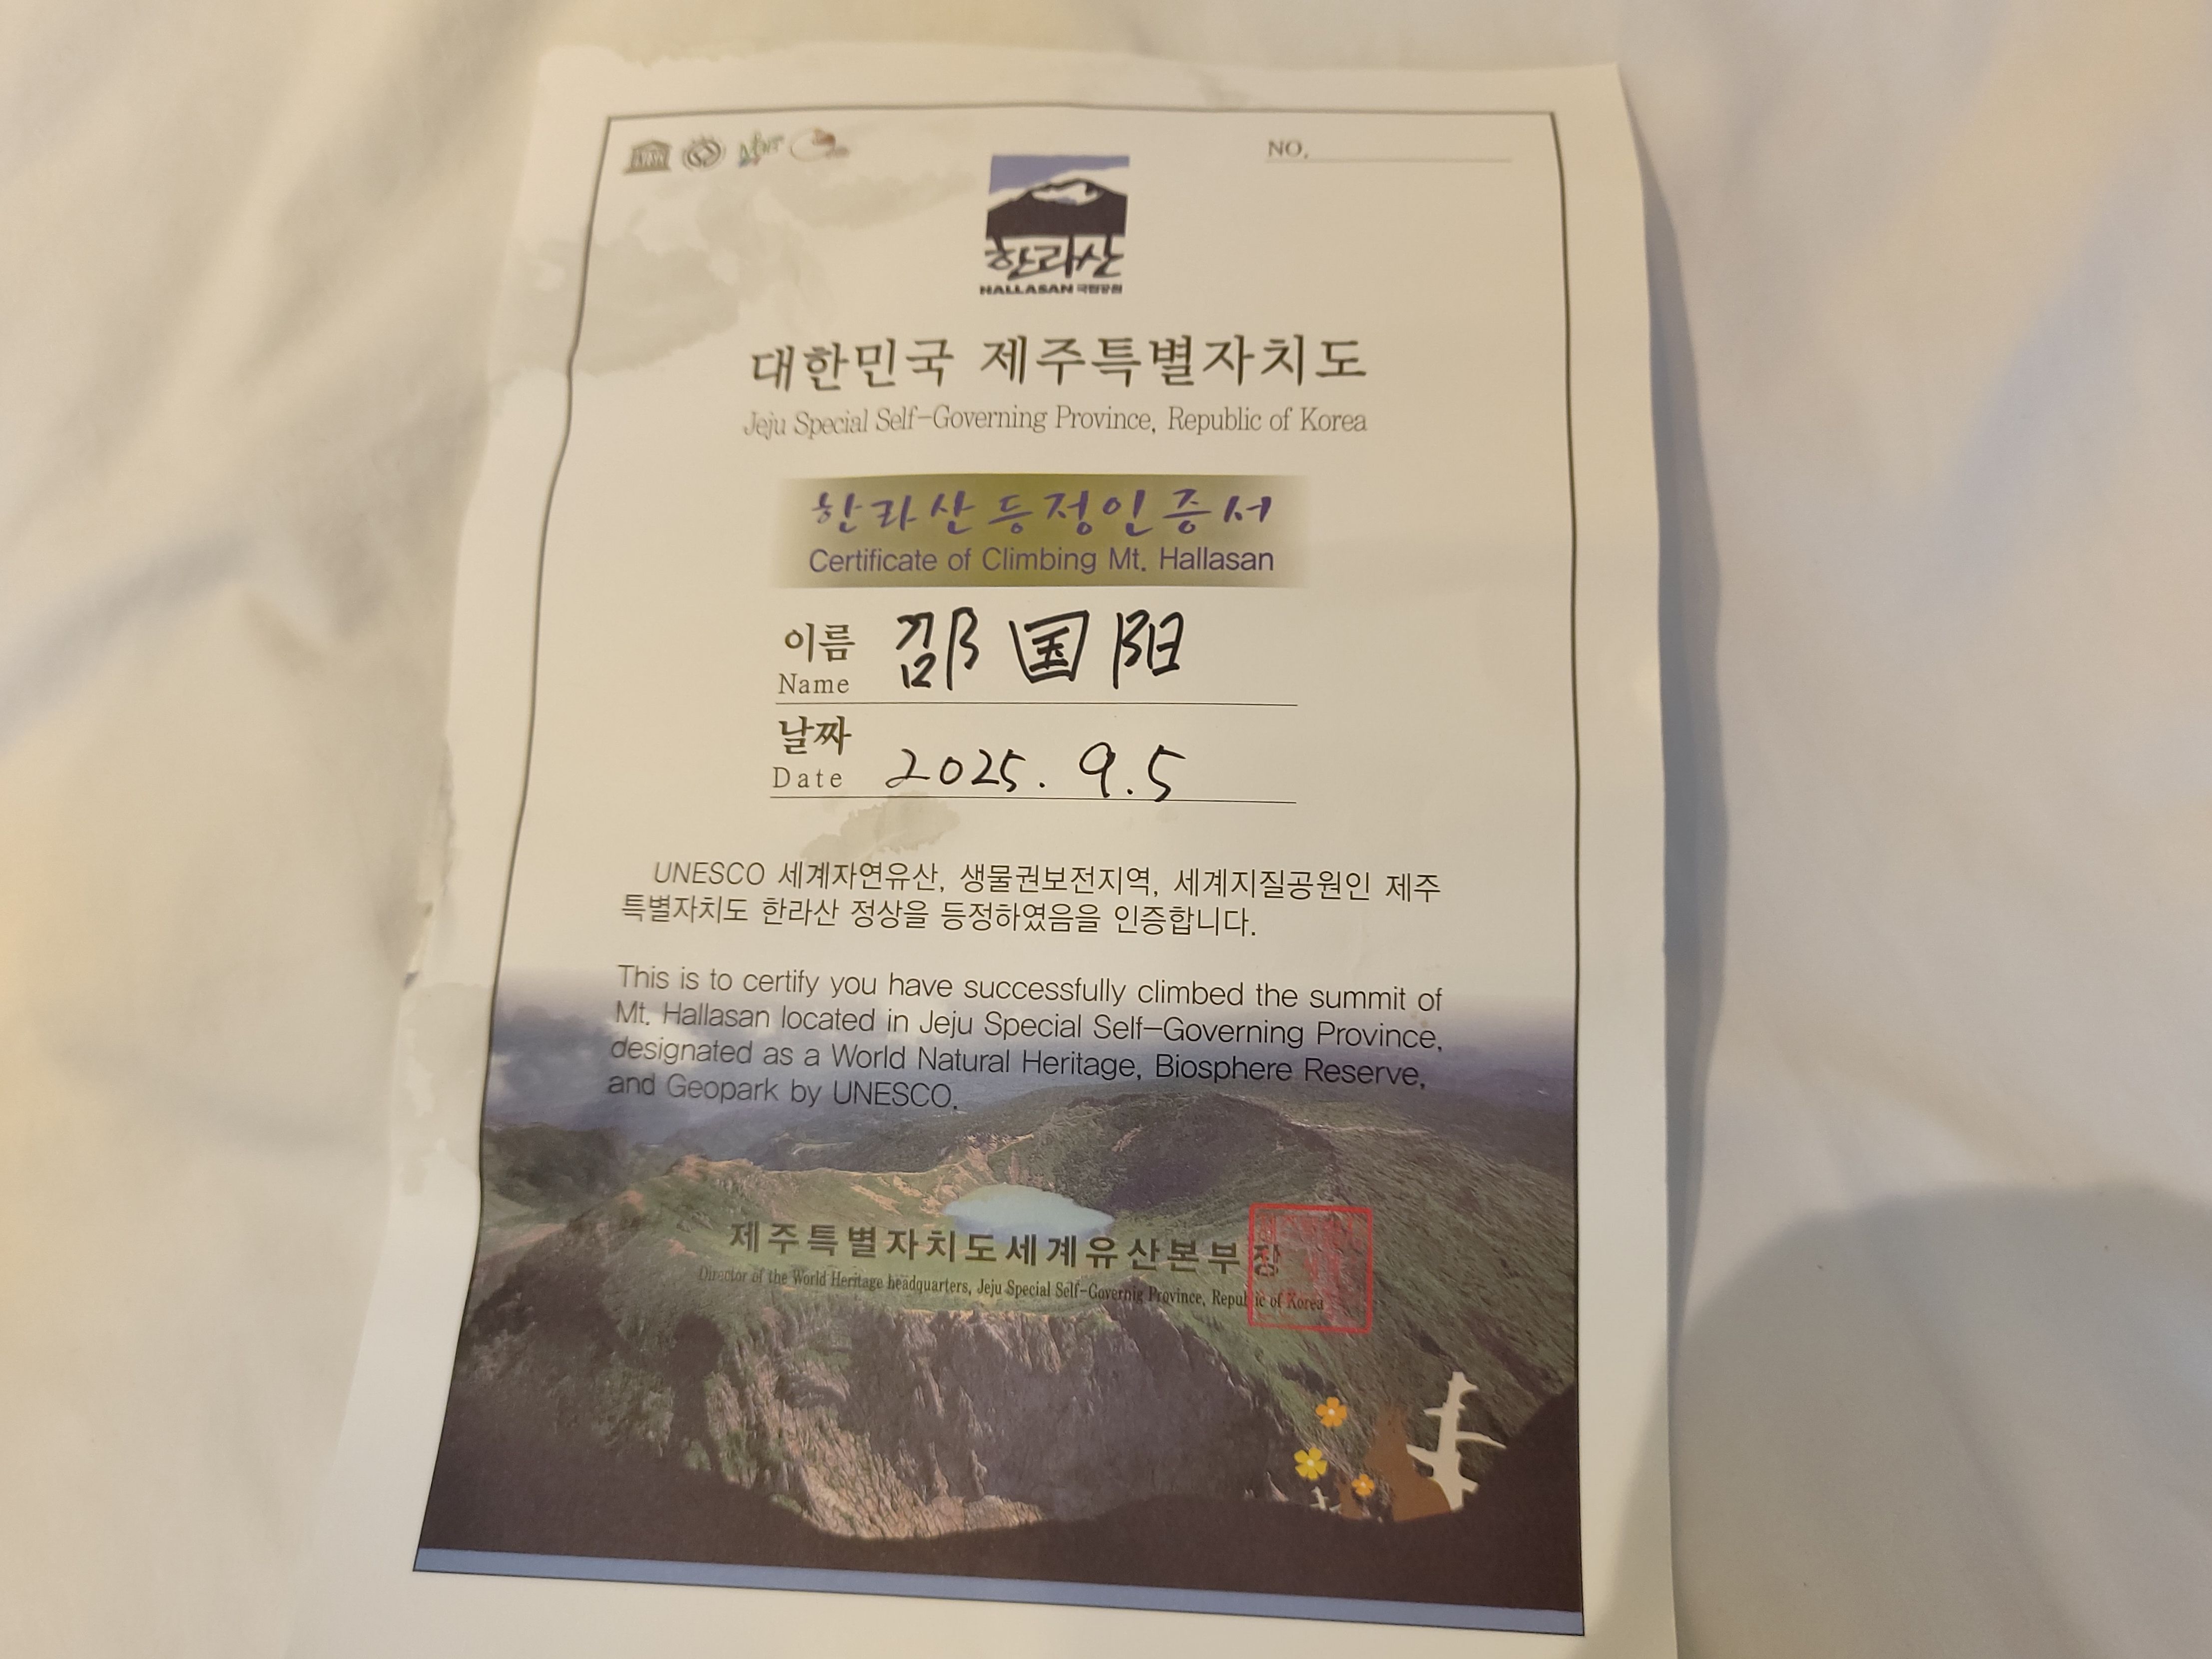 NO.
한라산
HALLASAN 국립공원
대한민국 제주특별자치도
Jeju Special Self-Governing Province, Republic of Korea
한라산등정인증서
Certificate of Climbing Mt. Hallasan
이름 邵国阳
Name
날짜 2025.9.5
Date
UNESCO 세계자연유산, 생물권보전지역, 세계지질공원인 제주
특별자치도 한라산 정상을 등정하였음을 인증합니다.
This is to certify you have successfully climbed the summit of
Mt. Hallasan located in Jeju Special Self-Governing Province,
designated as a World Natural Heritage, Biosphere Reserve,
and Geopark by UNESCO.
제주특별자치도세계유산본부장
Director of the World Heritage headquarters, Jeju Special Self-Governig Province, Republic of Korea